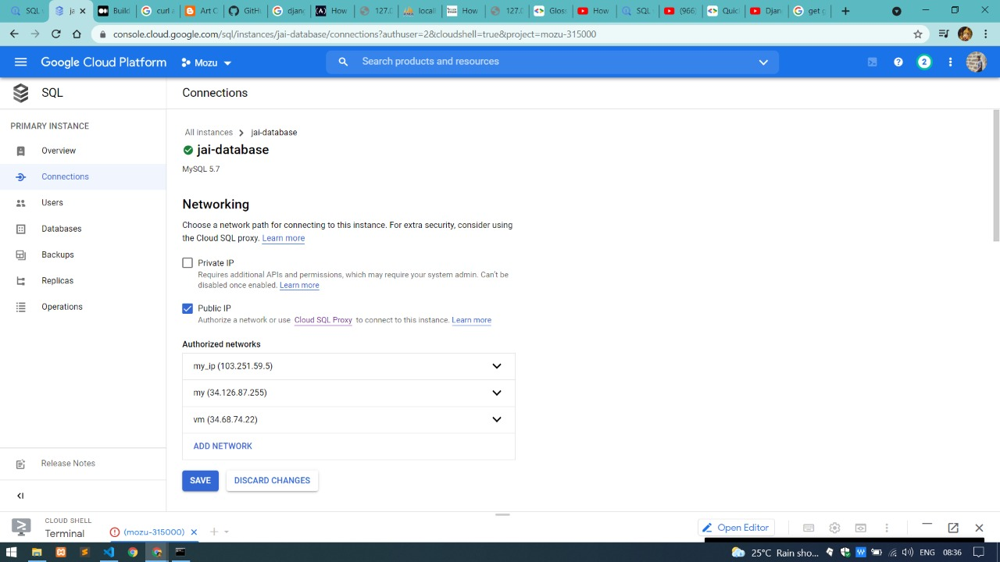 SQL
Build
curl a
Art C
GitHu
djang
How
127.0
locall
How
127.0
Gloss
How
SQL
(966)
Quic
Djan
get g
console.cloud.google.com/sql/instances/jai-database/connections?authuser=2&cloudshell=true&project=mozu-315000
Google Cloud Platform
Mozu
Search products and resources
2
SQL
Connections
PRIMARY INSTANCE
Overview
Connections
Users
Databases
Backups
Replicas
Operations
Release Notes
All instances
jai-database
jai-database
MySQL 5.7
Networking
Choose a network path for connecting to this instance. For extra security, consider using
the Cloud SQL proxy. Learn more
Private IP
Requires additional APIs and permissions, which may require your system admin. Can't be
disabled once enabled. Learn more
Public IP
Authorize a network or use Cloud SQL Proxy to connect to this instance. Learn more
Authorized networks
my_ip (103.251.59.5)
my (34.126.87.255)
vm (34.68.74.22)
ADD NETWORK
SAVE
DISCARD CHANGES
CLOUD SHELL
Terminal
(mozu-315000)
Open Editor
25°C Rain sho...
ENG
08:36